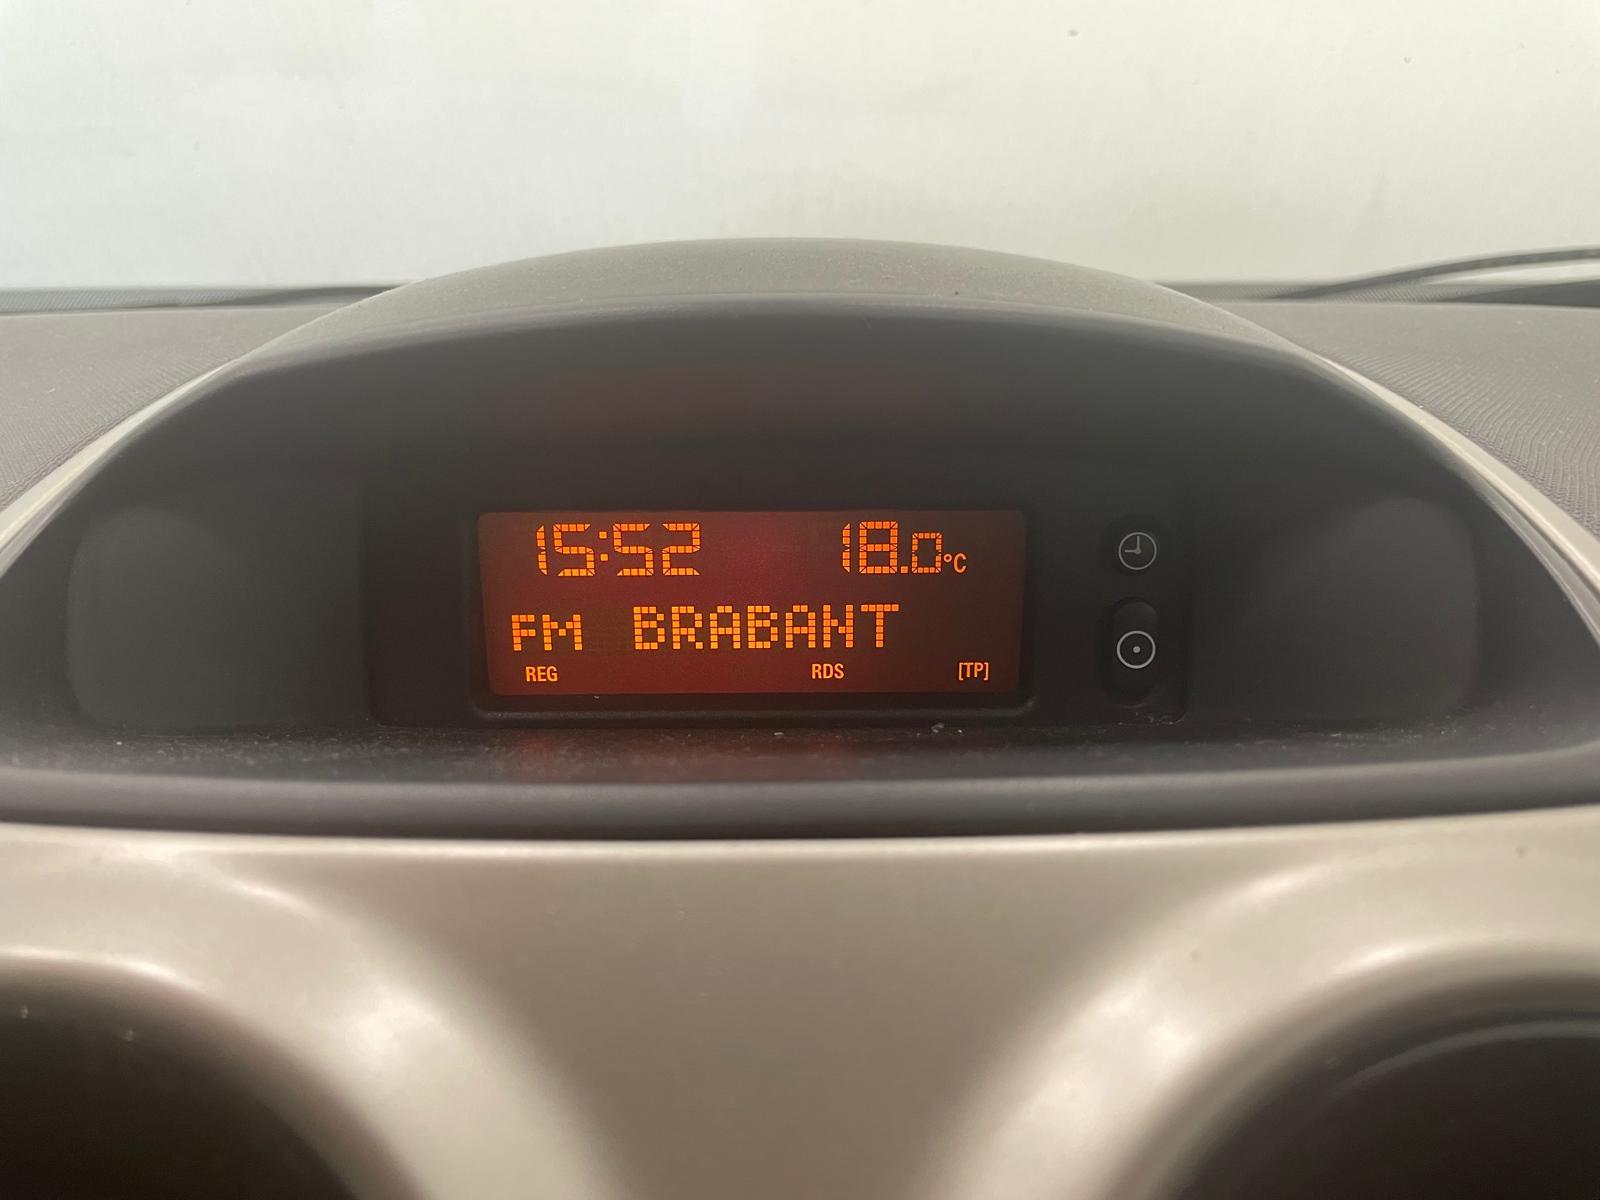 15:52 18.0°C
FM BRABANT
REG RDS [TP]